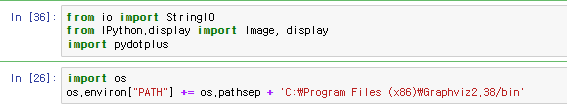 In [36]:
from io import StringIO
from IPython.display import Image, display
import pydotplus
In [26]:
import os
os.environ["PATH"] += os.pathsep + 'C:₩Program Files (x86)₩Graphviz2.38/bin'